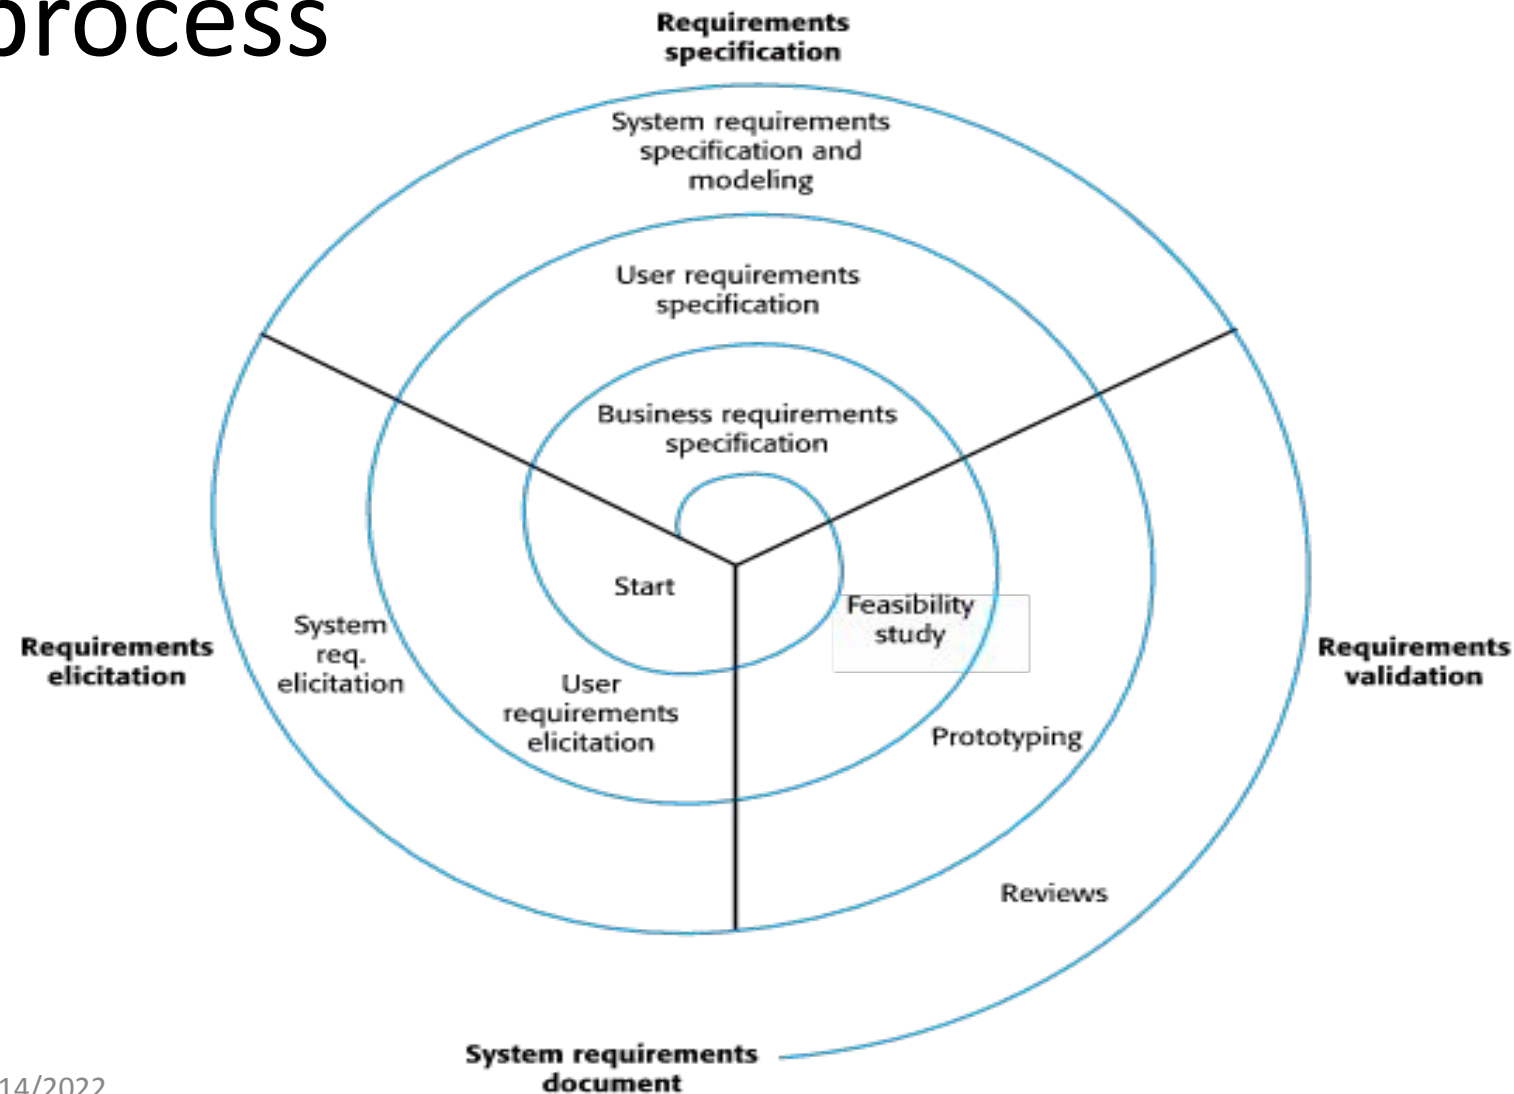 process
Requirements
specification
System requirements
specification and
modeling
User requirements
specification
Business requirements
specification
Start
Feasibility
study
System
req.
elicitation
Requirements
elicitation
Requirements
validation
User
requirements
elicitation
Prototyping
Reviews
System requirements
document
14/2022